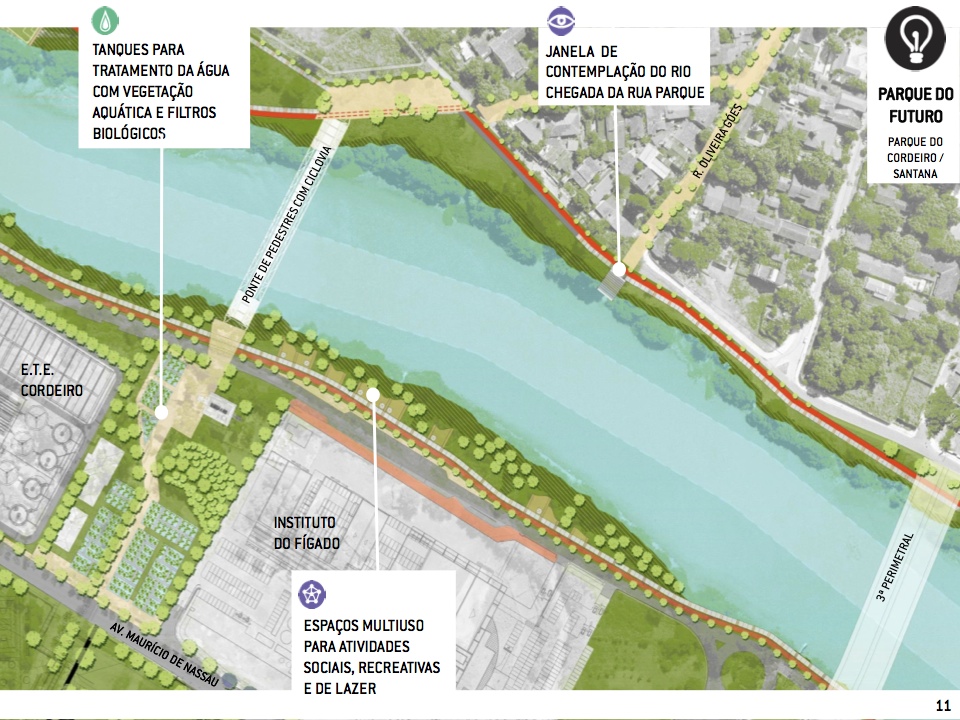 TANQUES PARA
TRATAMENTO DA ÁGUA
COM VEGETAÇÃO
AQUÁTICA E FILTROS
BIOLÓGICOS
JANELA DE
CONTEMPLAÇÃO DO RIO
CHEGADA DA RUA PARQUE
PARQUE DO
FUTURO
PARQUE DO
CORDEIRO /
SANTANA
R. OLIVEIRA GÓES
PONTE DE PEDESTRES COM CICLOVIA
E.T.E.
CORDEIRO
INSTITUTO
DO FÍGADO
3ª PERIMETRAL
ESPAÇOS MULTIUSO
PARA ATIVIDADES
SOCIAIS, RECREATIVAS
E DE LAZER
AV. MAURÍCIO DE NASSAU
11